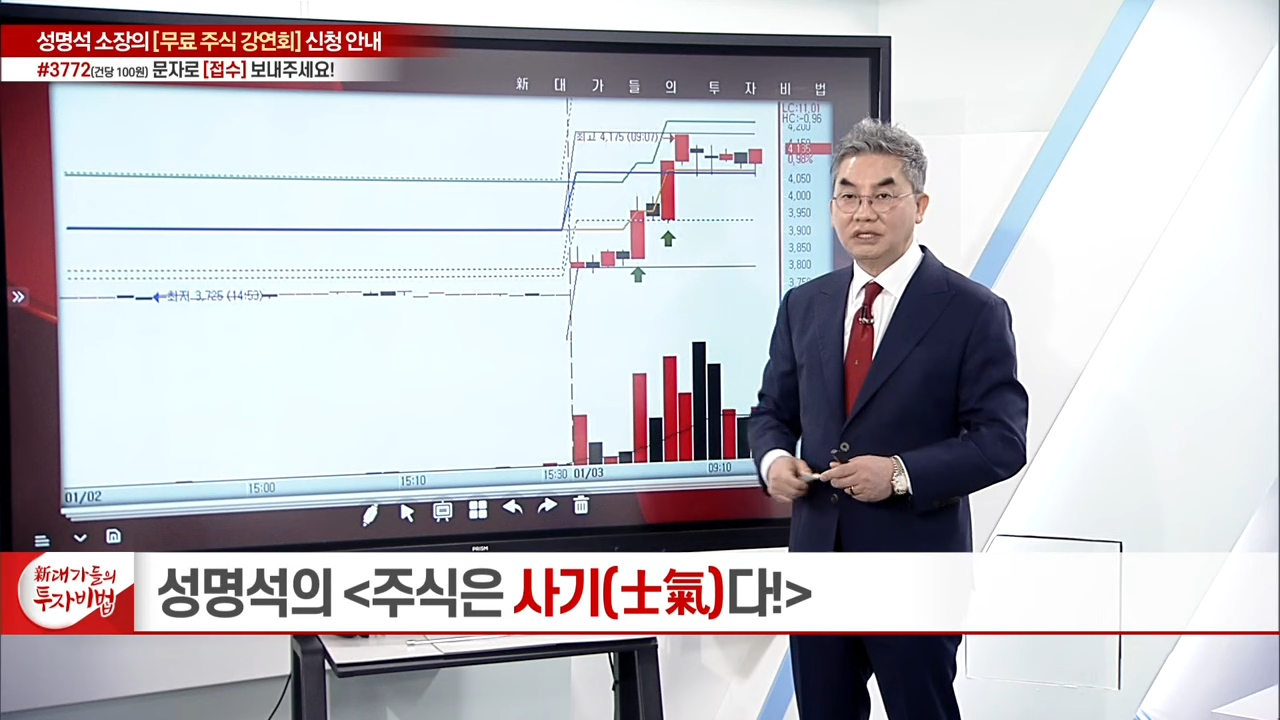 성명석 소장의 [무료 주식 강연회] 신청 안내
#3772(건당 100원) 문자로 [접수] 보내주세요!
新 대 가 들 의 투 자 비 법
LC:11.01
HC:-0.96
4,200
최고 4,175 (09:07)
4,135
0.98%
4,050
4,000
3,950
3,900
3,850
3,800
최저 3,725 (14:53)
01/02
15:00
15:10
15:30
01/03
09:10
PRISM
新대가들의
투자비법
성명석의 <주식은 사기(士氣)다!>